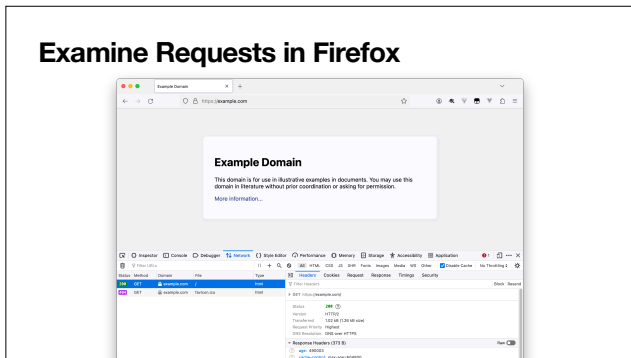 Examine Requests in Firefox
Example Domain
https://example.com
Example Domain
This domain is for use in illustrative examples in documents. You may use this
domain in literature without prior coordination or asking for permission.
More information...
Inspector Console Debugger Network Style Editor Performance Memory Storage Accessibility Application 1
Filter URLs All HTML CSS JS XHR Fonts Images Media WS Other Disable Cache No Throttling
Status Method Domain File Type Headers Cookies Request Response Timings Security
200 GET example.com / html Filter Headers Block Resend
404 GET example.com favicon.ico html GET https://example.com/
Status 200
Version HTTP/2
Transferred
Request Priority Highest
DNS Resolution DNS over HTTPS
Response Headers (373 B) Raw
age: 495003